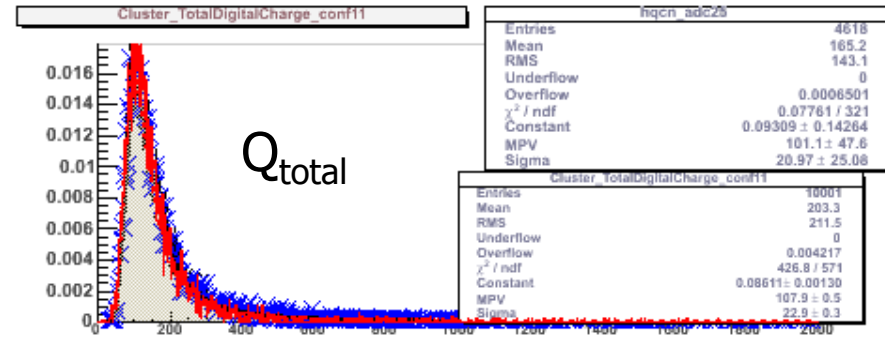 Cluster_TotalDigitalCharge_conf11
hqcn_adc25
Entries 4618
Mean 165.2
RMS 143.1
Underflow 0
Overflow 0.0006501
χ² / ndf 0.07761 / 321
Constant 0.09309 ± 0.14264
MPV 101.1 ± 47.6
Sigma 20.97 ± 25.08
Cluster_TotalDigitalCharge_conf11
Entries 10001
Mean 203.3
RMS 211.5
Underflow 0
Overflow 0.004217
χ² / ndf 426.8 / 571
Constant 0.08611 ± 0.00130
MPV 107.9 ± 0.5
Sigma 22.9 ± 0.3
Qtotal
0.016
0.014
0.012
0.01
0.008
0.006
0.004
0.002
0
0 200 400 600 800 1000 1200 1400 1600 1800 2000